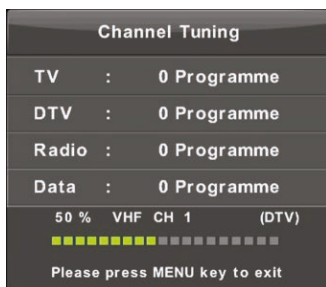 Channel Tuning
TV : 0 Programme
DTV : 0 Programme
Radio : 0 Programme
Data : 0 Programme
50 % VHF CH 1 (DTV)
Please press MENU key to exit